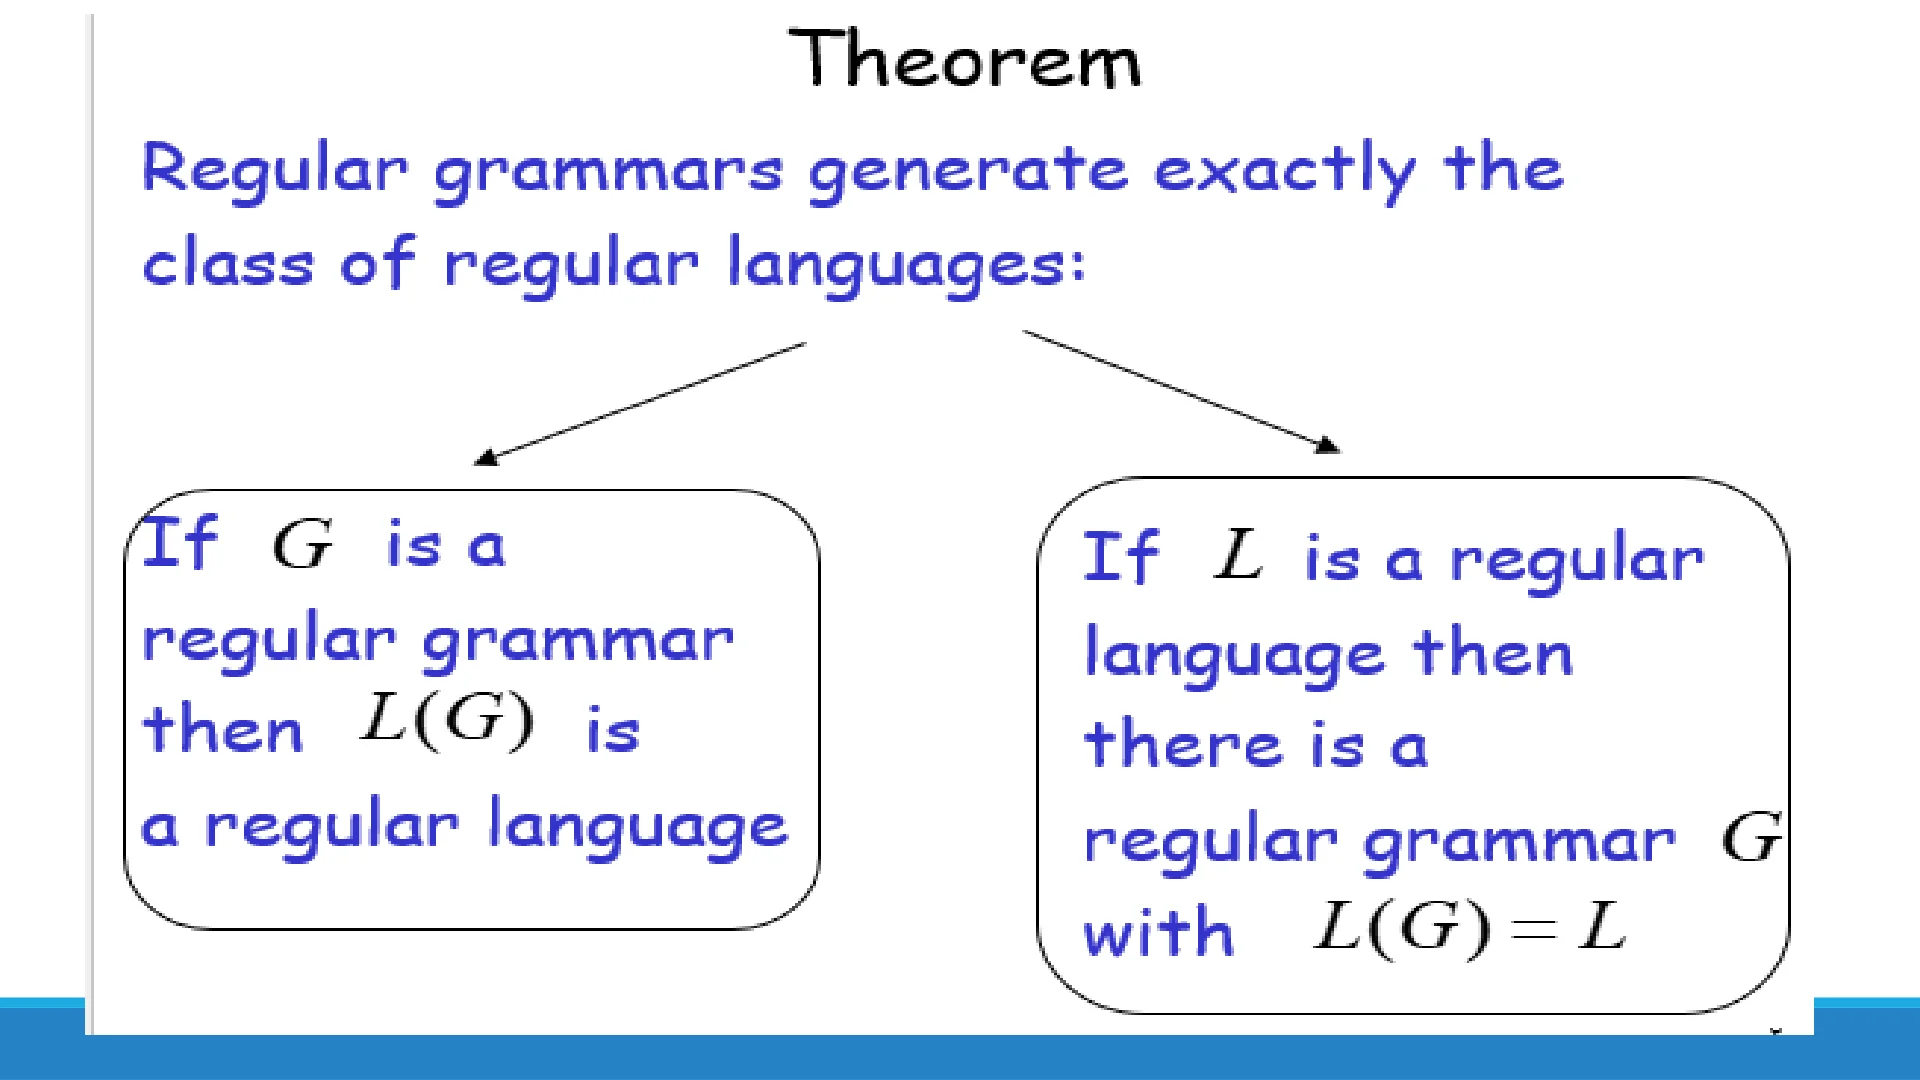 Theorem
Regular grammars generate exactly the
class of regular languages:
If G is a
regular grammar
then L(G) is
a regular language
If L is a regular
language then
there is a
regular grammar G
with L(G) = L